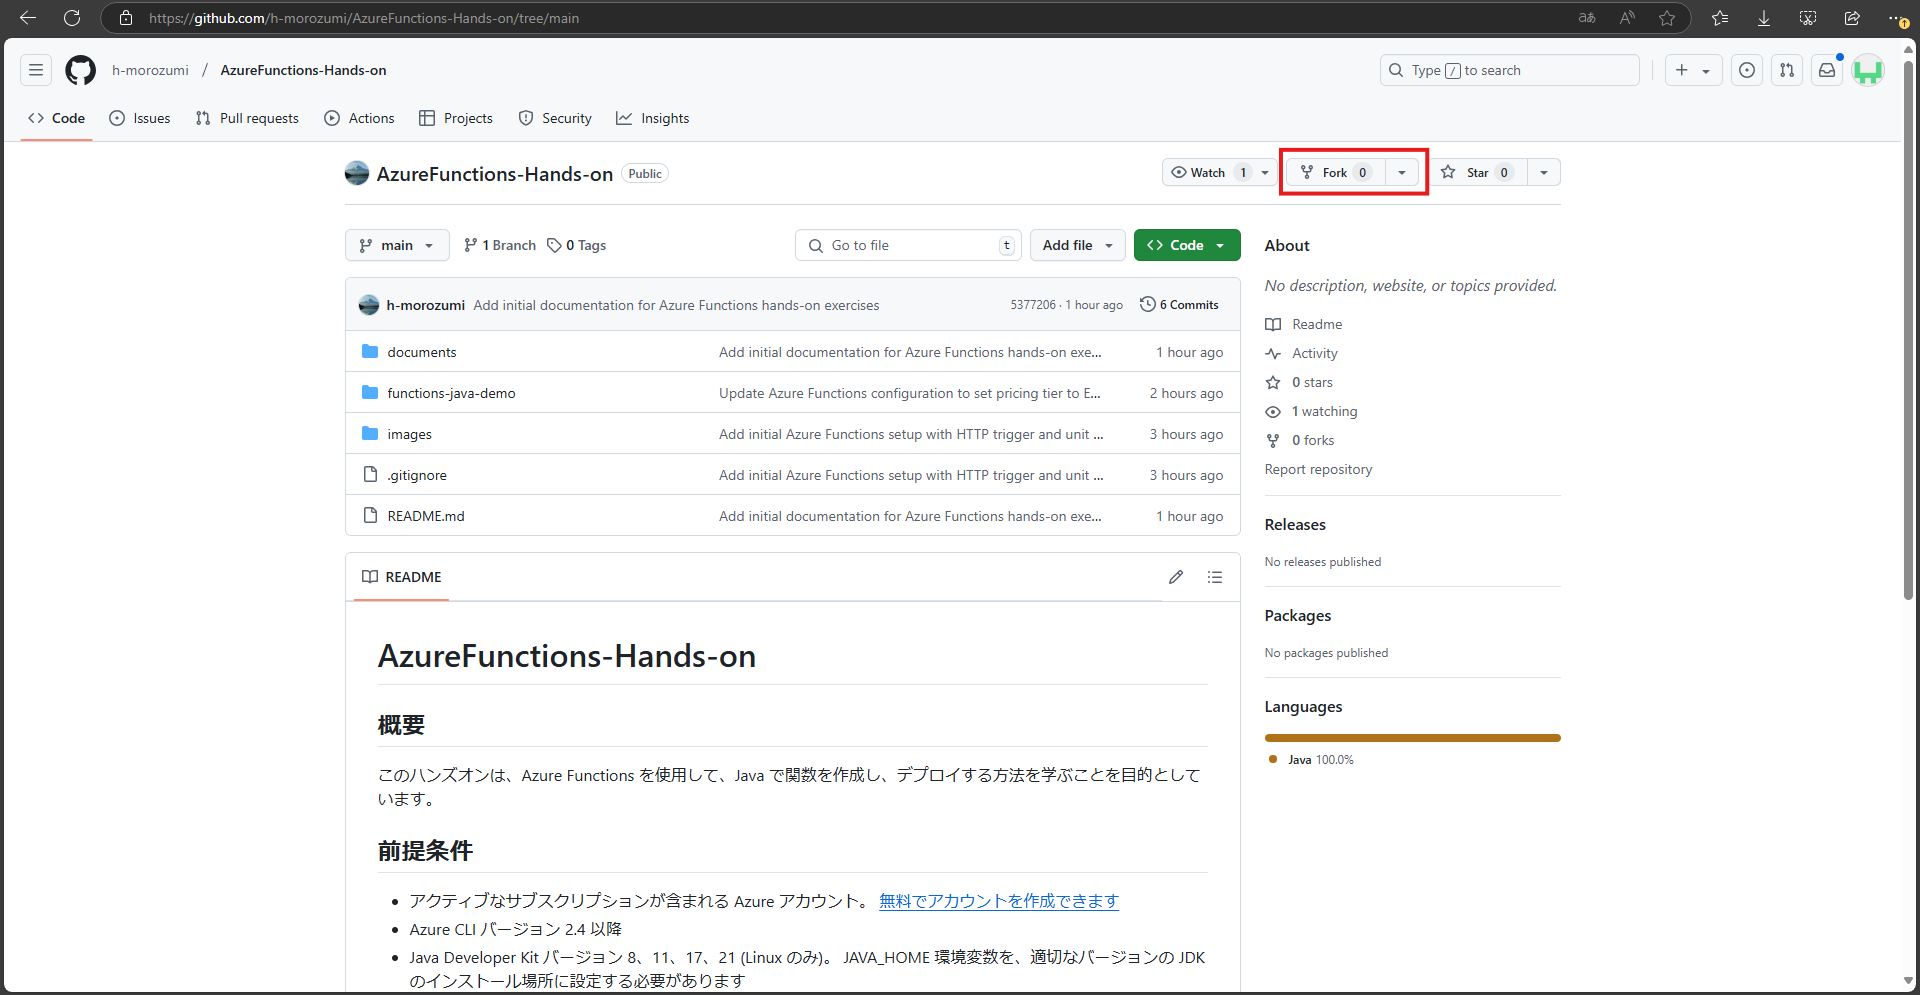 https://github.com/h-morozumi/AzureFunctions-Hands-on/tree/main
h-morozumi / AzureFunctions-Hands-on
Type / to search
Code Issues Pull requests Actions Projects Security Insights
AzureFunctions-Hands-on Public
Watch 1 Fork 0 Star 0
main 1 Branch 0 Tags
Go to file t Add file Code
h-morozumi Add initial documentation for Azure Functions hands-on exercises 5377206 · 1 hour ago 6 Commits
documents Add initial documentation for Azure Functions hands-on exe... 1 hour ago
functions-java-demo Update Azure Functions configuration to set pricing tier to E... 2 hours ago
images Add initial Azure Functions setup with HTTP trigger and unit ... 3 hours ago
.gitignore Add initial Azure Functions setup with HTTP trigger and unit ... 3 hours ago
README.md Add initial documentation for Azure Functions hands-on exe... 1 hour ago
README
AzureFunctions-Hands-on
概要
このハンズオンは、Azure Functions を使用して、Java で関数を作成し、デプロイする方法を学ぶことを目的として
います。
前提条件
アクティブなサブスクリプションが含まれる Azure アカウント。 無料でアカウントを作成できます
Azure CLI バージョン 2.4 以降
Java Developer Kit バージョン 8、11、17、21 (Linux のみ)。 JAVA_HOME 環境変数を、適切なバージョンの JDK
のインストール場所に設定する必要があります
About
No description, website, or topics provided.
Readme
Activity
0 stars
1 watching
0 forks
Report repository
Releases
No releases published
Packages
No packages published
Languages
Java 100.0%